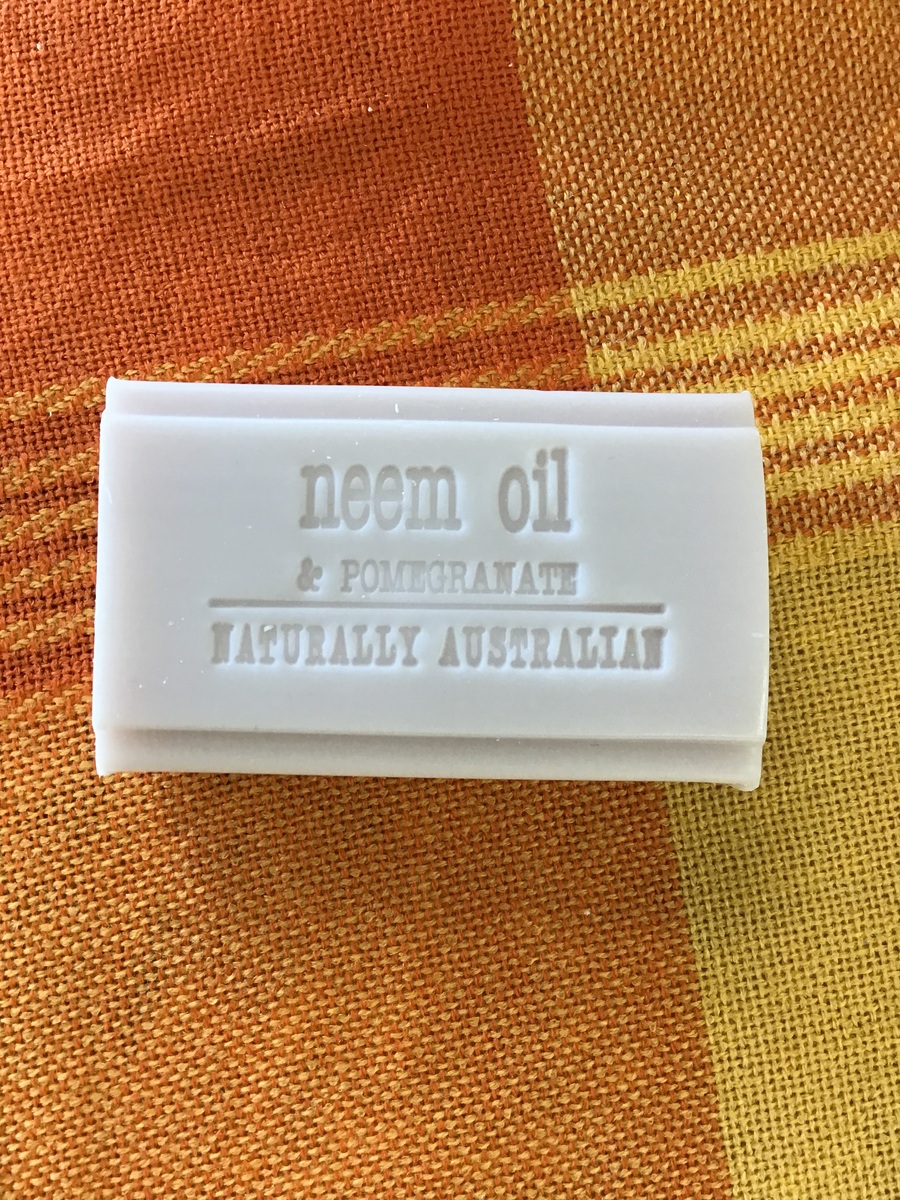 neem oil
& POMEGRANATE
NATURALLY AUSTRALIAN